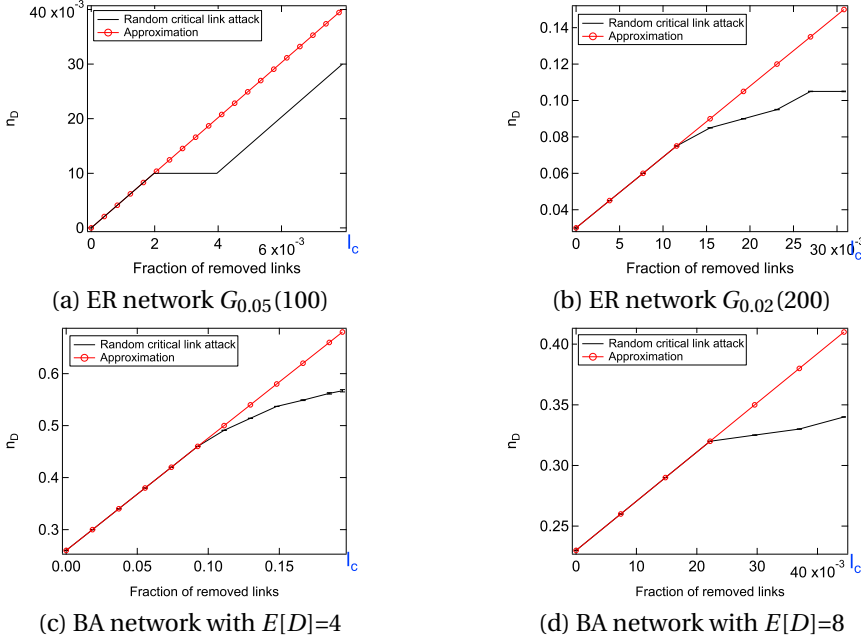 40 x10⁻³
30
20
10
0
n_D
Random critical link attack
Approximation
0 2 4 6 x10⁻³ l_c
Fraction of removed links
(a) ER network G_{0.05}(100)
0.14
0.12
0.10
0.08
0.06
0.04
n_D
Random critical link attack
Approximation
0 5 10 15 20 25 30 x10⁻³ l_c
Fraction of removed links
(b) ER network G_{0.02}(200)
0.6
0.5
0.4
0.3
n_D
Random critical link attack
Approximation
0.00 0.05 0.10 0.15 l_c
Fraction of removed links
(c) BA network with E[D]=4
0.40
0.35
0.30
0.25
n_D
Random critical link attack
Approximation
0 10 20 30 40 x10⁻³ l_c
Fraction of removed links
(d) BA network with E[D]=8